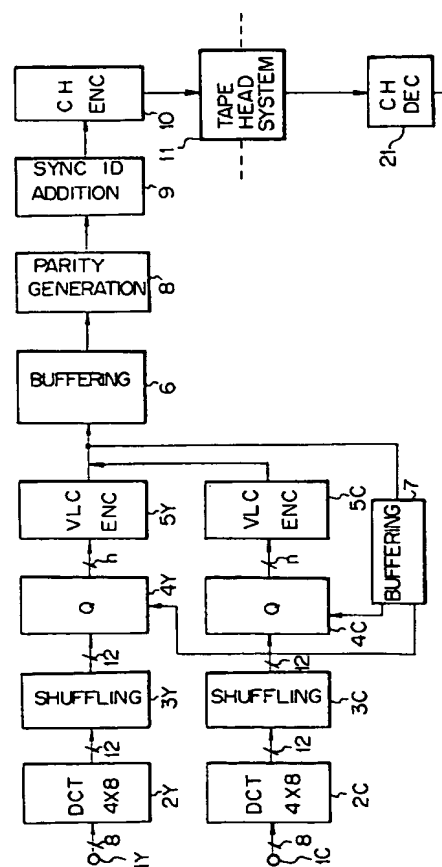 1Y
8
DCT
4X8
2Y
12
SHUFFLING
3Y
12
Q
4Y
n
VLC
ENC
5Y
BUFFERING
6
PARITY
GENERATION
8
SYNC ID
ADDITION
9
CH
ENC
10
1C
8
DCT
4X8
2C
12
SHUFFLING
3C
12
Q
4C
n
VLC
ENC
5C
BUFFERING
7
TAPE
HEAD
SYSTEM
11
CH
DEC
21